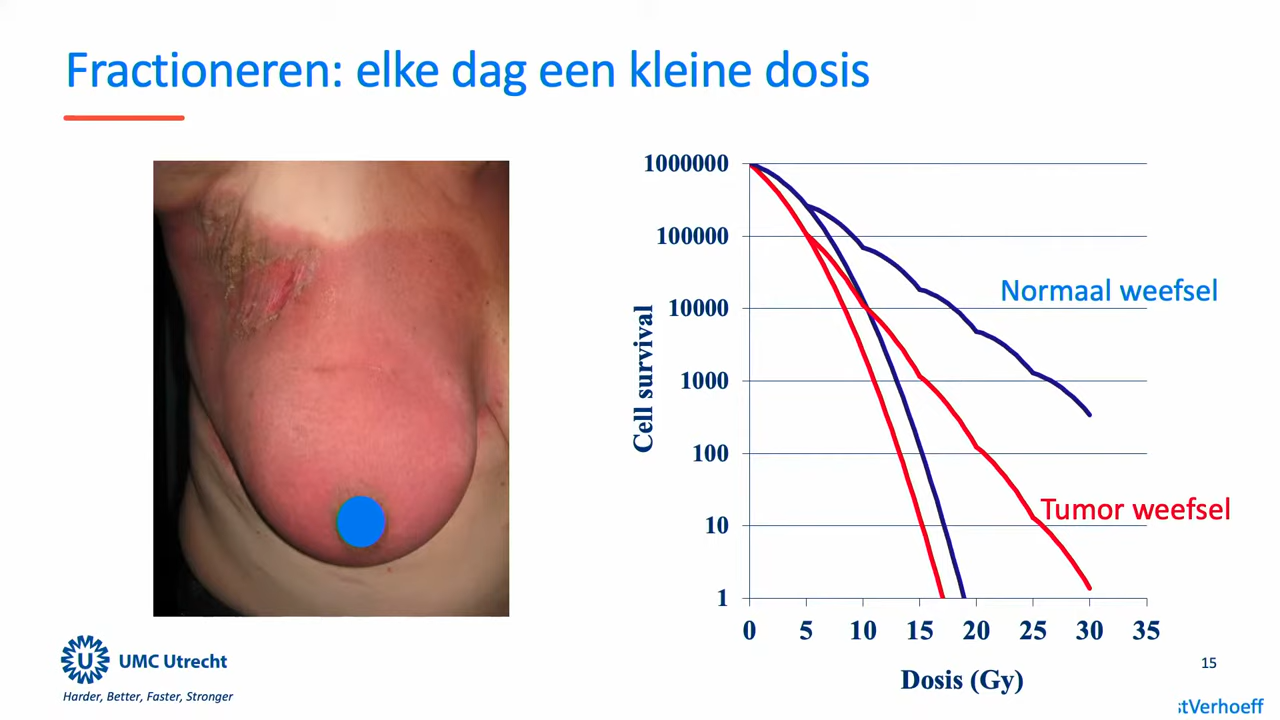 Fractioneren: elke dag een kleine dosis
1000000
100000
10000
1000
100
10
1
Cell survival
Normaal weefsel
Tumor weefsel
0 5 10 15 20 25 30 35
Dosis (Gy)
U UMC Utrecht
Harder, Better, Faster, Stronger
15
stVerhoeff